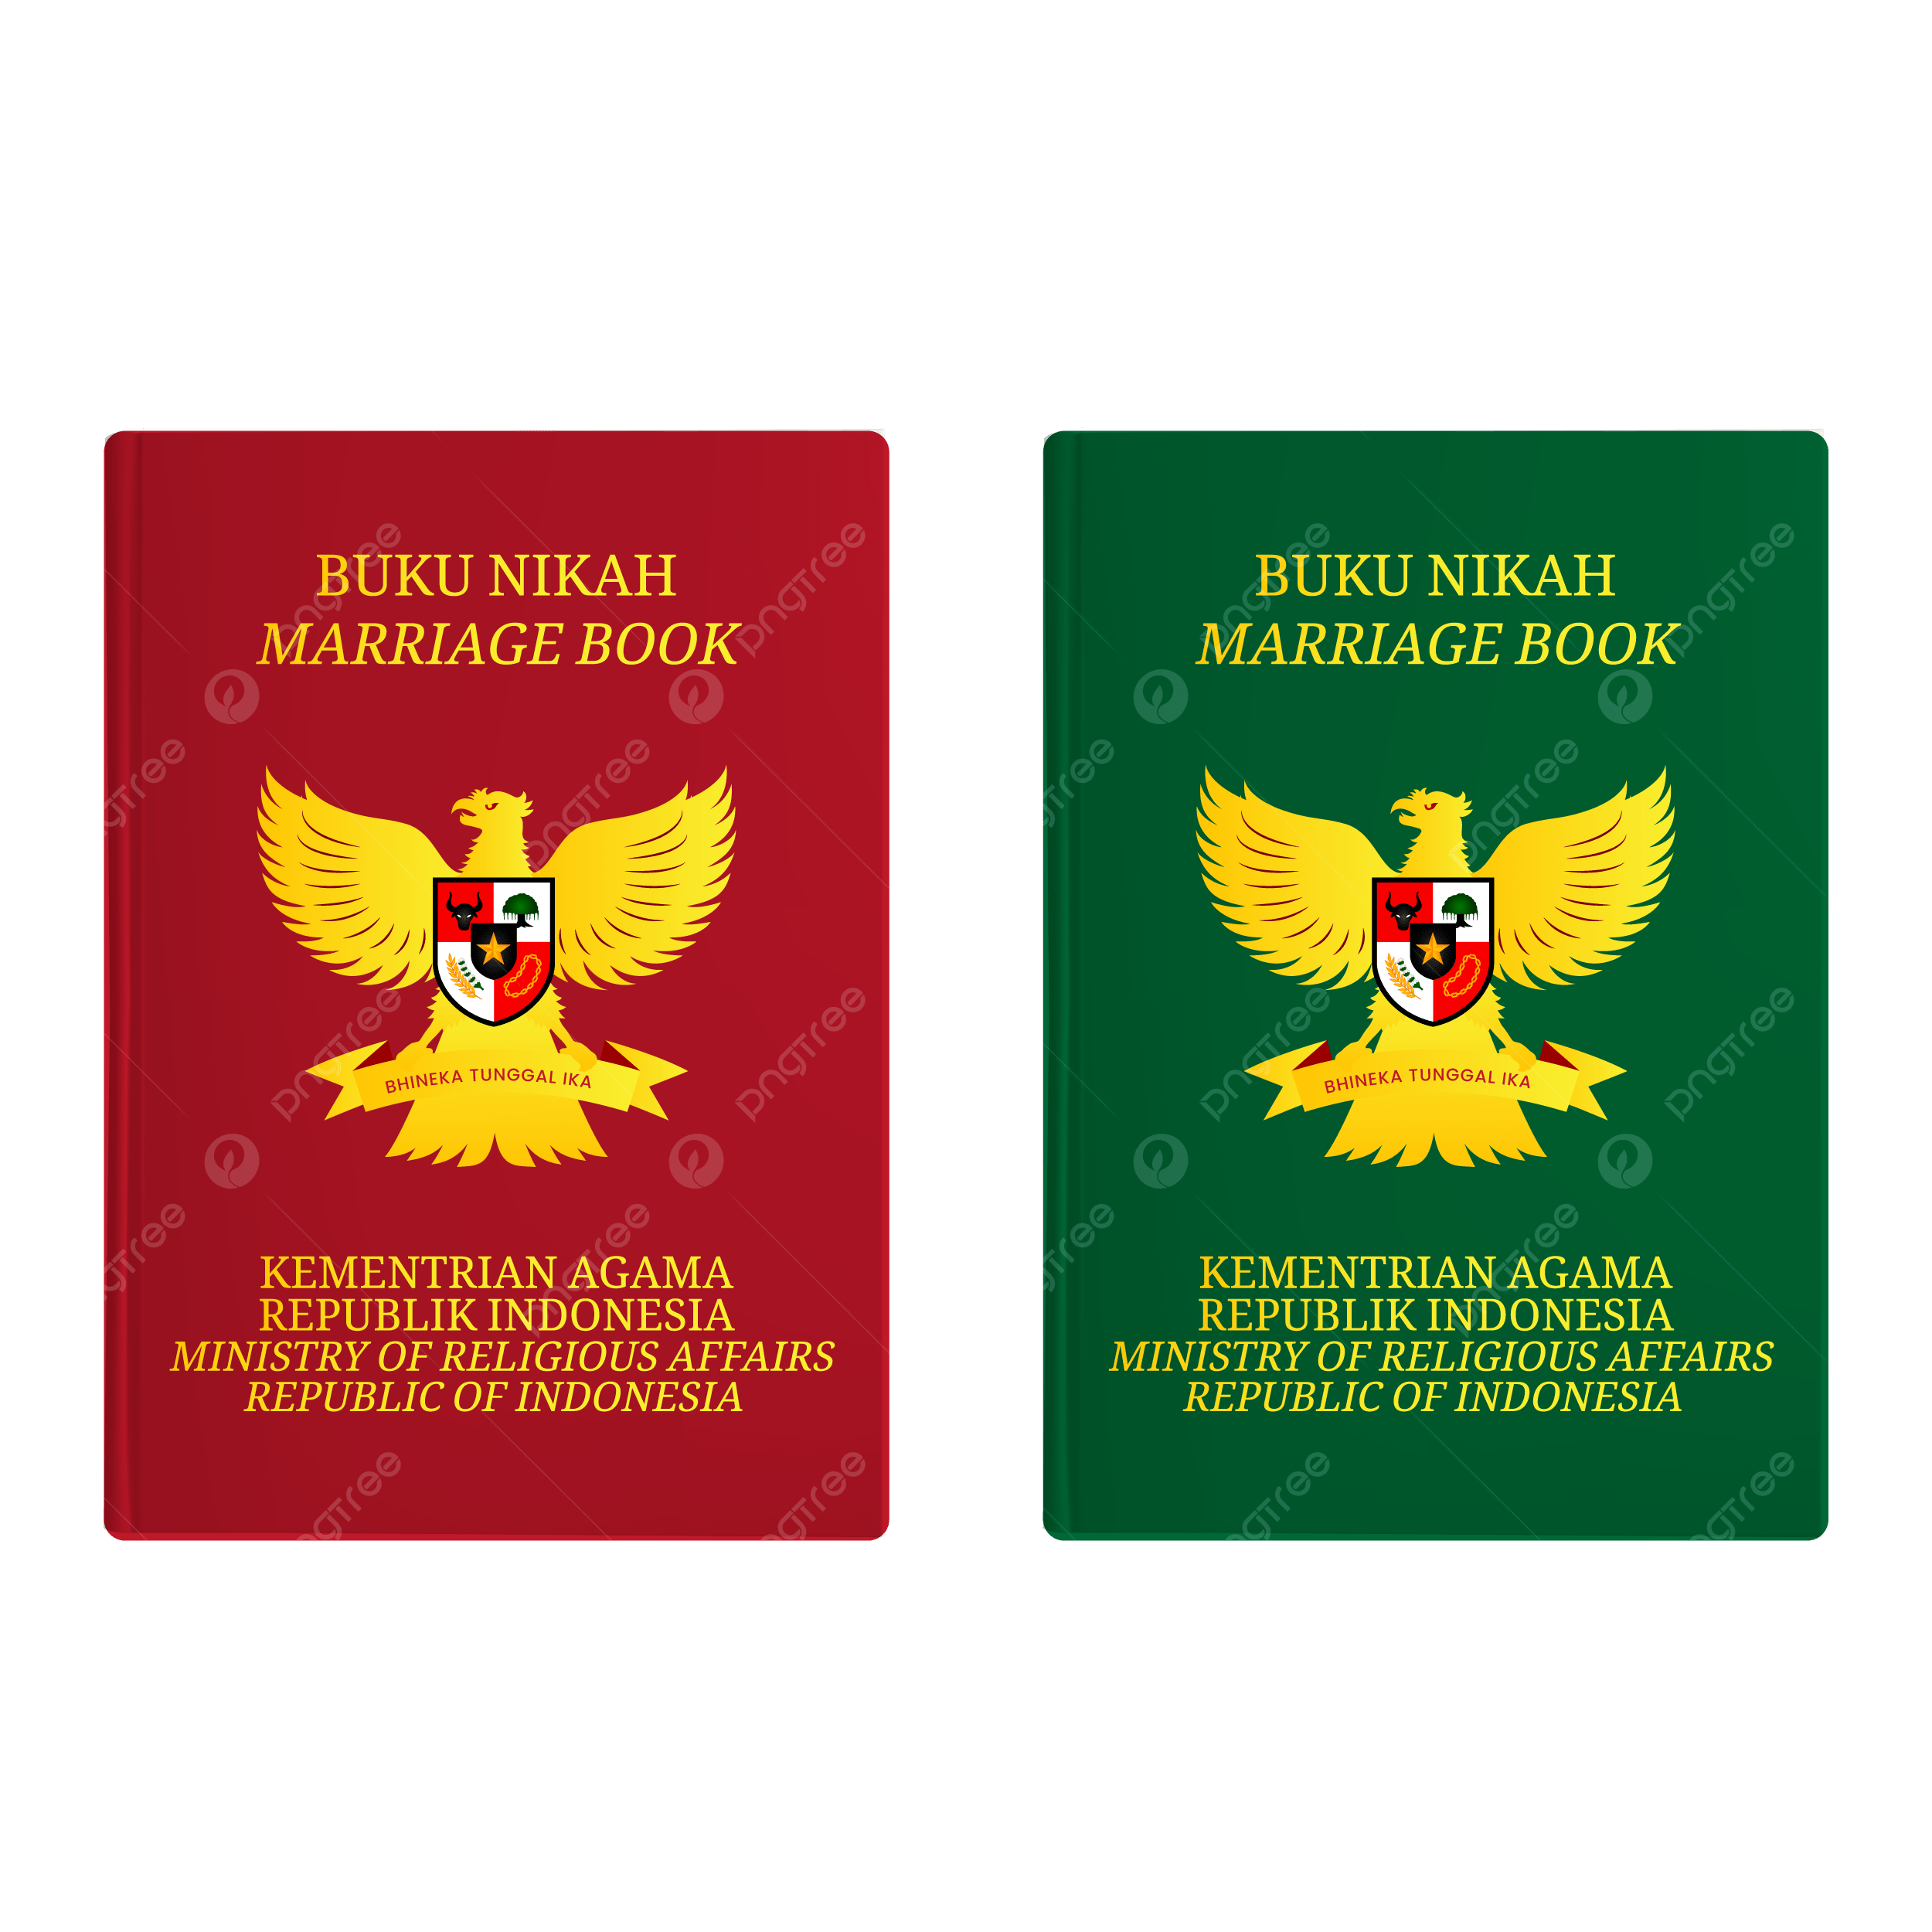 BUKU NIKAH
MARRIAGE BOOK
BHINEKA TUNGGAL IKA
KEMENTRIAN AGAMA
REPUBLIK INDONESIA
MINISTRY OF RELIGIOUS AFFAIRS
REPUBLIC OF INDONESIA
BUKU NIKAH
MARRIAGE BOOK
BHINEKA TUNGGAL IKA
KEMENTRIAN AGAMA
REPUBLIK INDONESIA
MINISTRY OF RELIGIOUS AFFAIRS
REPUBLIC OF INDONESIA
pngtree